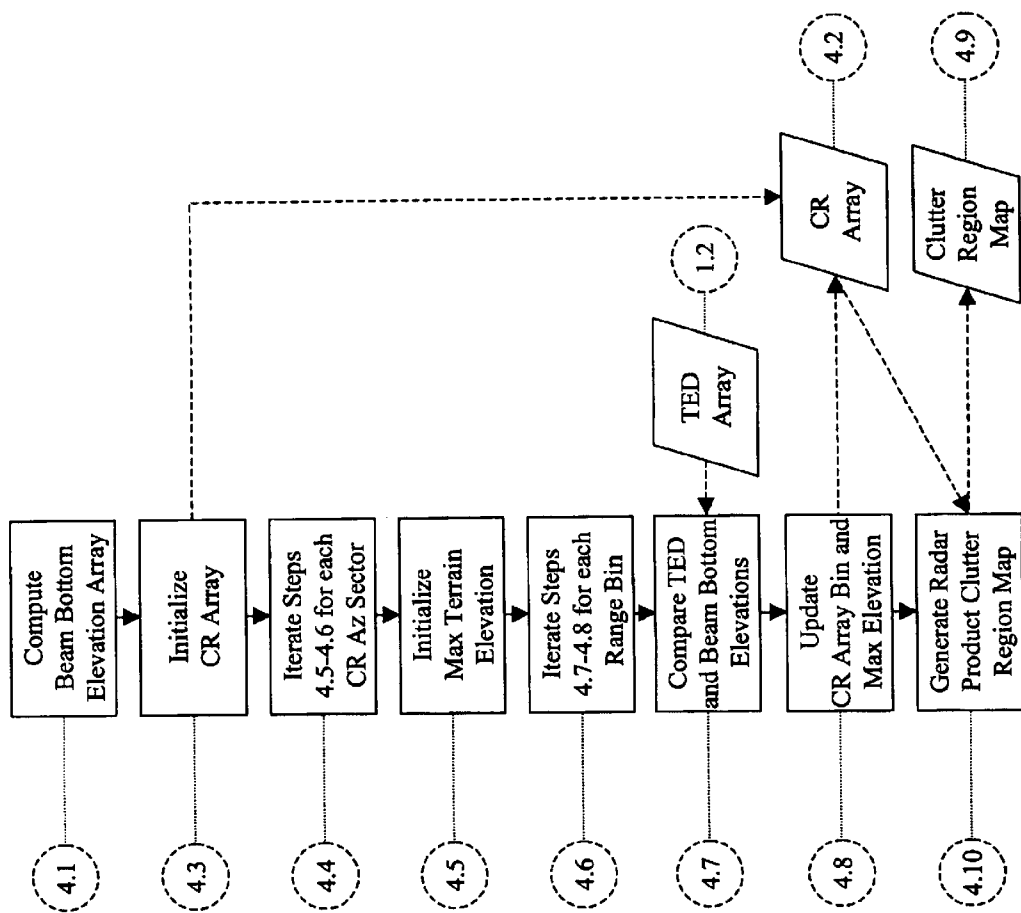 4.1
Compute
Beam Bottom
Elevation Array
4.3
Initialize
CR Array
4.4
Iterate Steps
4.5-4.6 for each
CR Az Sector
4.5
Initialize
Max Terrain
Elevation
4.6
Iterate Steps
4.7-4.8 for each
Range Bin
4.7
Compare TED
and Beam Bottom
Elevations
TED
Array
1.2
4.8
Update
CR Array Bin and
Max Elevation
CR
Array
4.2
4.10
Generate Radar
Product Clutter
Region Map
Clutter
Region
Map
4.9